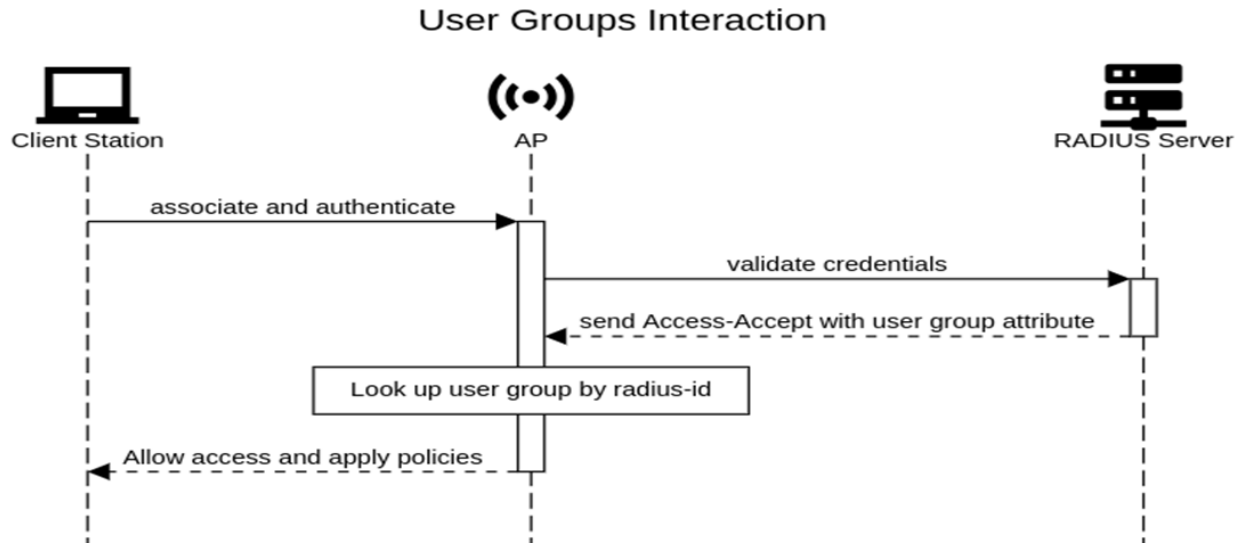 User Groups Interaction
Client Station
AP
RADIUS Server
associate and authenticate
validate credentials
send Access-Accept with user group attribute
Look up user group by radius-id
Allow access and apply policies